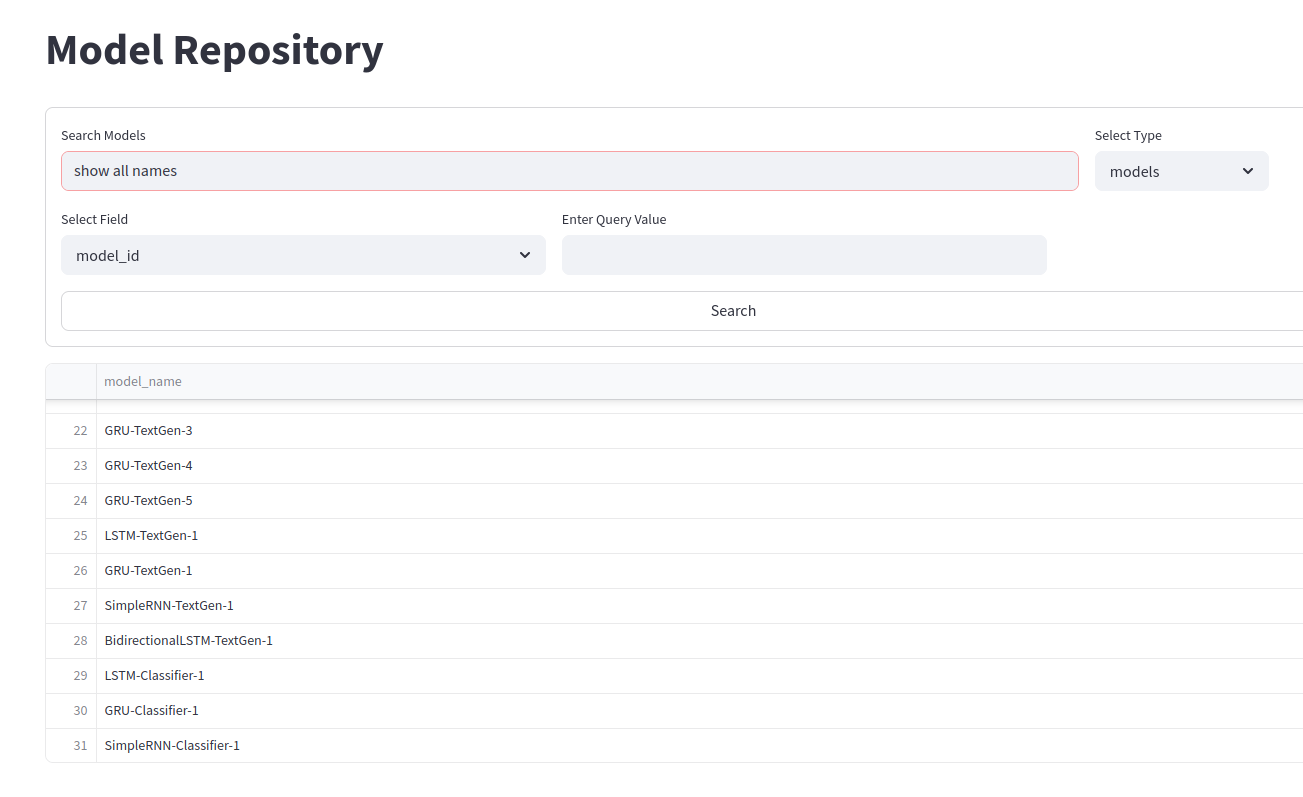 Model Repository
Search Models Select Type
show all names models
Select Field Enter Query Value
model_id
Search
model_name
22 GRU-TextGen-3
23 GRU-TextGen-4
24 GRU-TextGen-5
25 LSTM-TextGen-1
26 GRU-TextGen-1
27 SimpleRNN-TextGen-1
28 BidirectionalLSTM-TextGen-1
29 LSTM-Classifier-1
30 GRU-Classifier-1
31 SimpleRNN-Classifier-1